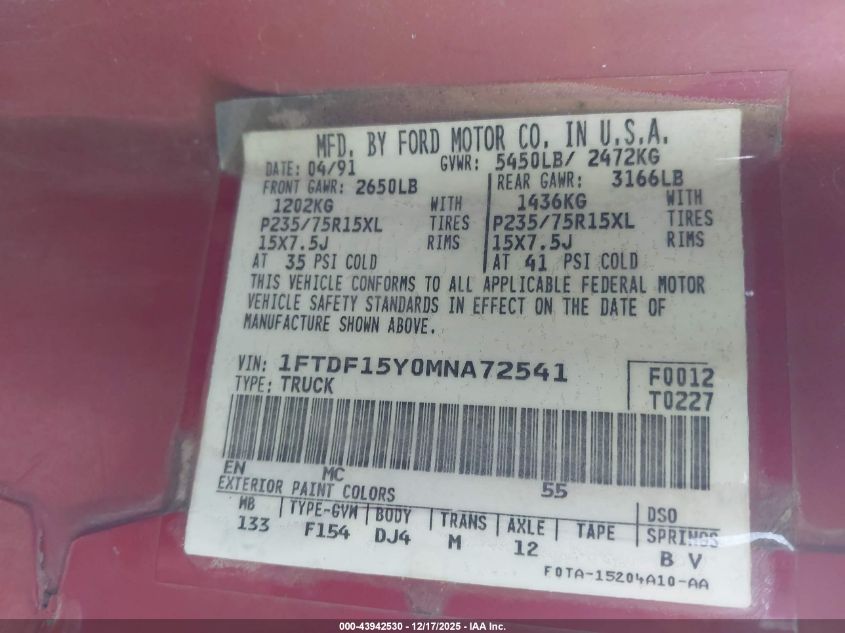 MFD. BY FORD MOTOR CO. IN U.S.A.
DATE: 04/91 GVWR: 5450LB/ 2472KG
FRONT GAWR: 2650LB REAR GAWR: 3166LB
1202KG WITH 1436KG WITH
P235/75R15XL TIRES P235/75R15XL TIRES
15X7.5J RIMS 15X7.5J RIMS
AT 35 PSI COLD AT 41 PSI COLD
THIS VEHICLE CONFORMS TO ALL APPLICABLE FEDERAL MOTOR
VEHICLE SAFETY STANDARDS IN EFFECT ON THE DATE OF
MANUFACTURE SHOWN ABOVE.
VIN: 1FTDF15Y0MNA72541 F0012
TYPE: TRUCK T0227
EN MC 55
EXTERIOR PAINT COLORS DSO
WB TYPE-GVW BODY TRANS AXLE TAPE SPRINGS
133 F154 DJ4 M 12 B V
F0TA-15204A10-AA
000-43942530 - 12/17/2025 - IAA Inc.